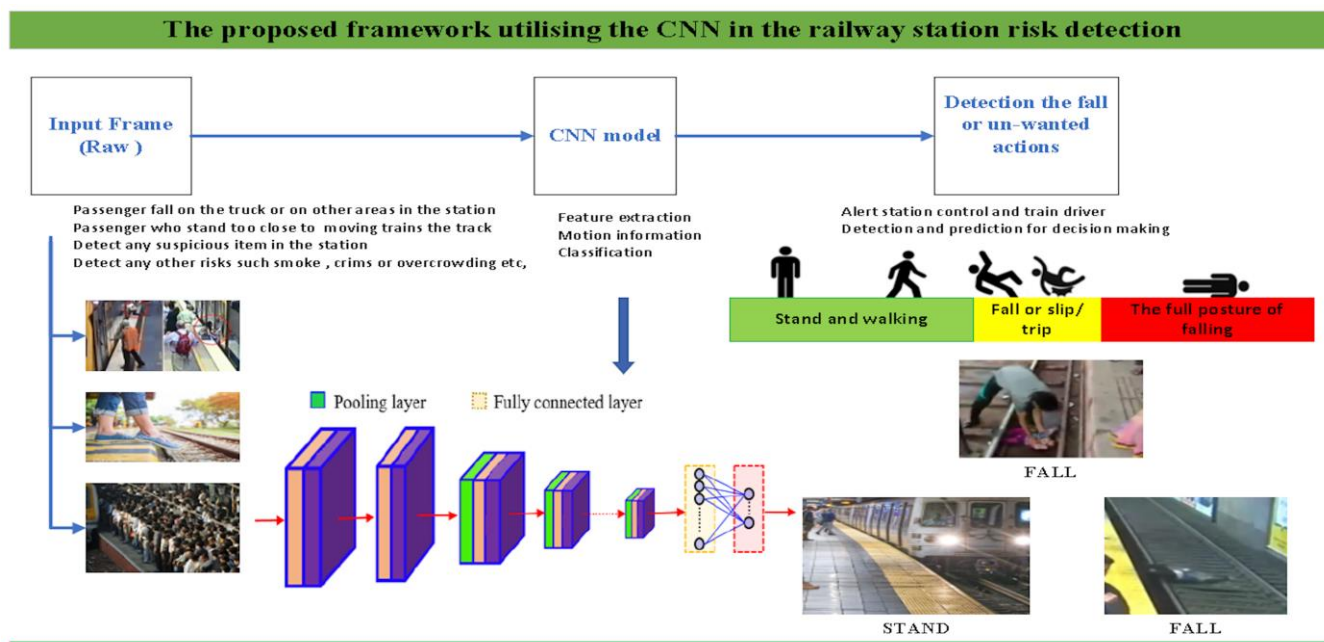 The proposed framework utilising the CNN in the railway station risk detection
Input Frame
(Raw )
CNN model
Detection the fall
or un-wanted
actions
Passenger fall on the truck or on other areas in the station
Passenger who stand too close to moving trains the track
Detect any suspicious item in the station
Detect any other risks such smoke , crims or overcrowding etc,
Feature extraction
Motion information
Classification
Alert station control and train driver
Detection and prediction for decision making
Stand and walking
Fall or slip/
trip
The full posture of
falling
Pooling layer
Fully connected layer
FALL
STAND
FALL